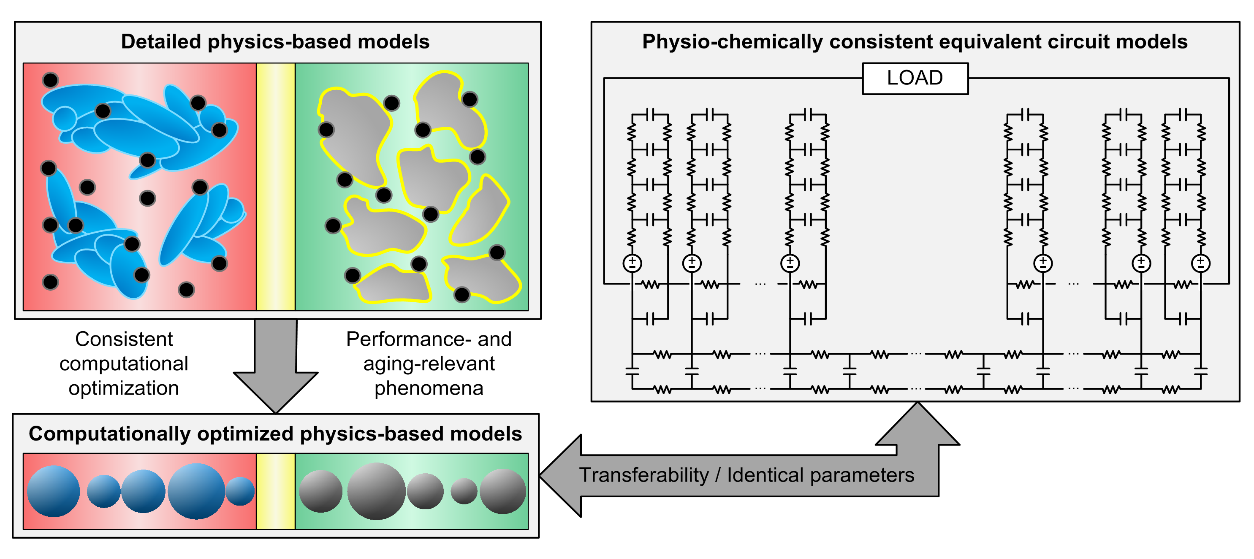 Detailed physics-based models
Physio-chemically consistent equivalent circuit models
LOAD
Consistent
computational
optimization
Performance- and
aging-relevant
phenomena
Computationally optimized physics-based models
Transferability / Identical parameters